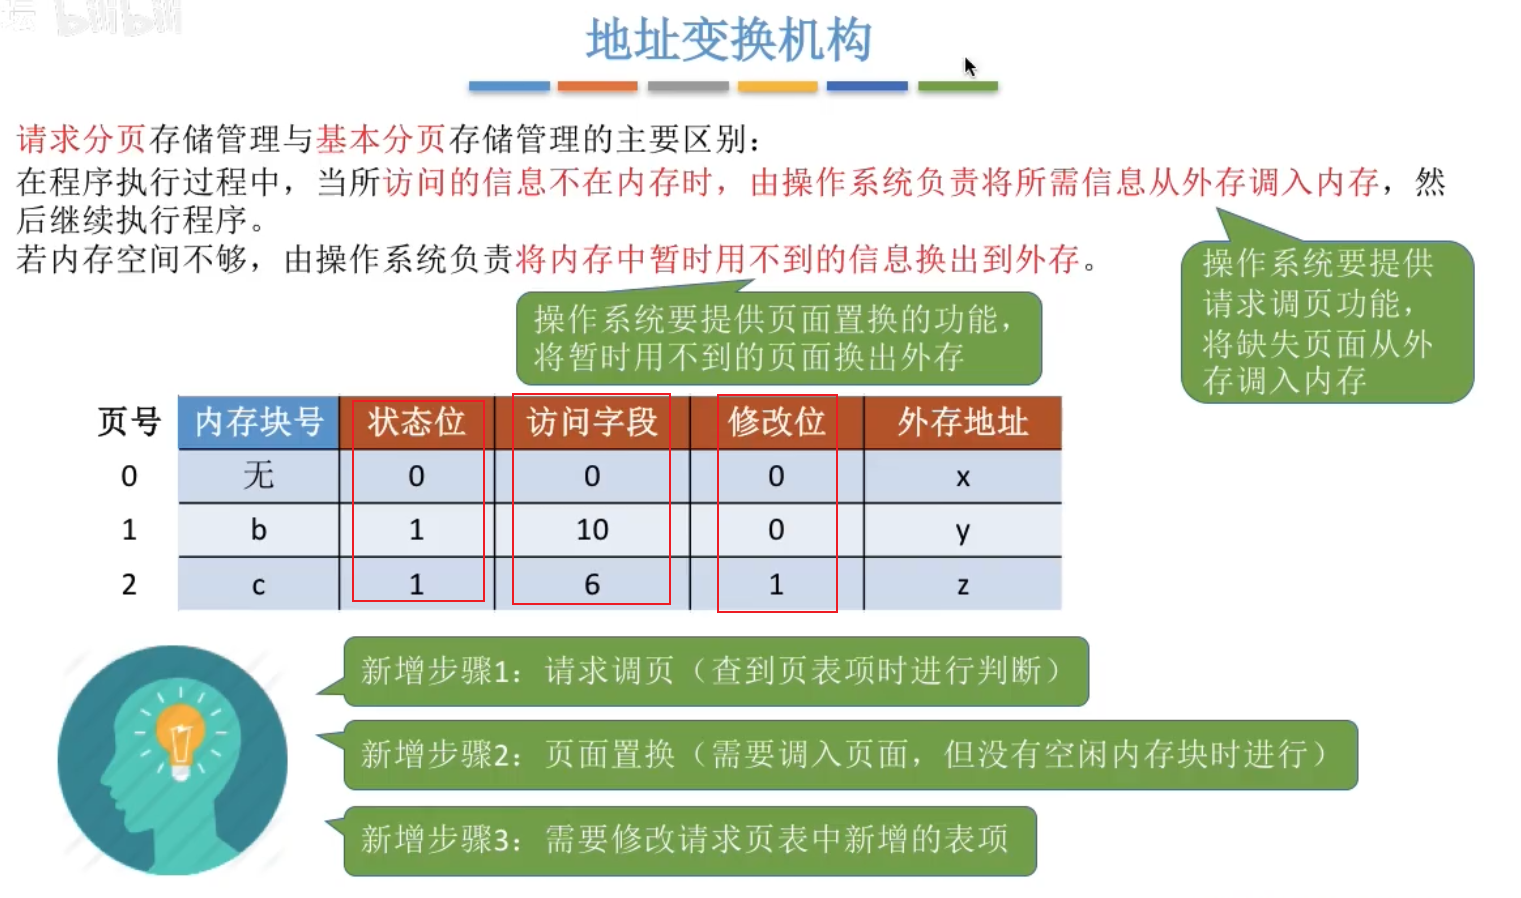 bilibili
地址变换机构
请求分页存储管理与基本分页存储管理的主要区别：
在程序执行过程中，当所访问的信息不在内存时，由操作系统负责将所需信息从外存调入内存，然
后继续执行程序。
若内存空间不够，由操作系统负责将内存中暂时用不到的信息换出到外存。
操作系统要提供
请求调页功能，
将缺失页面从外
存调入内存
操作系统要提供页面置换的功能，
将暂时用不到的页面换出外存
页号 内存块号 状态位 访问字段 修改位 外存地址
0 无 0 0 0 x
1 b 1 10 0 y
2 c 1 6 1 z
新增步骤1：请求调页（查到页表项时进行判断）
新增步骤2：页面置换（需要调入页面，但没有空闲内存块时进行）
新增步骤3：需要修改请求页表中新增的表项